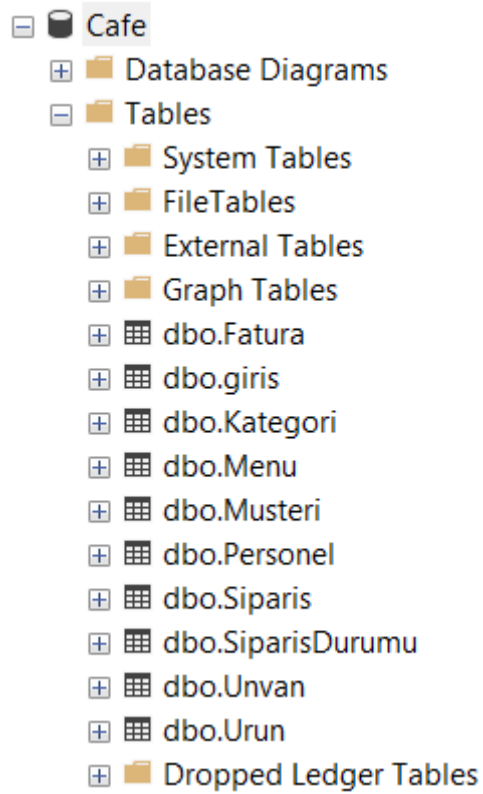 Cafe
Database Diagrams
Tables
System Tables
FileTables
External Tables
Graph Tables
dbo.Fatura
dbo.giris
dbo.Kategori
dbo.Menu
dbo.Musteri
dbo.Personel
dbo.Siparis
dbo.SiparisDurumu
dbo.Unvan
dbo.Urun
Dropped Ledger Tables